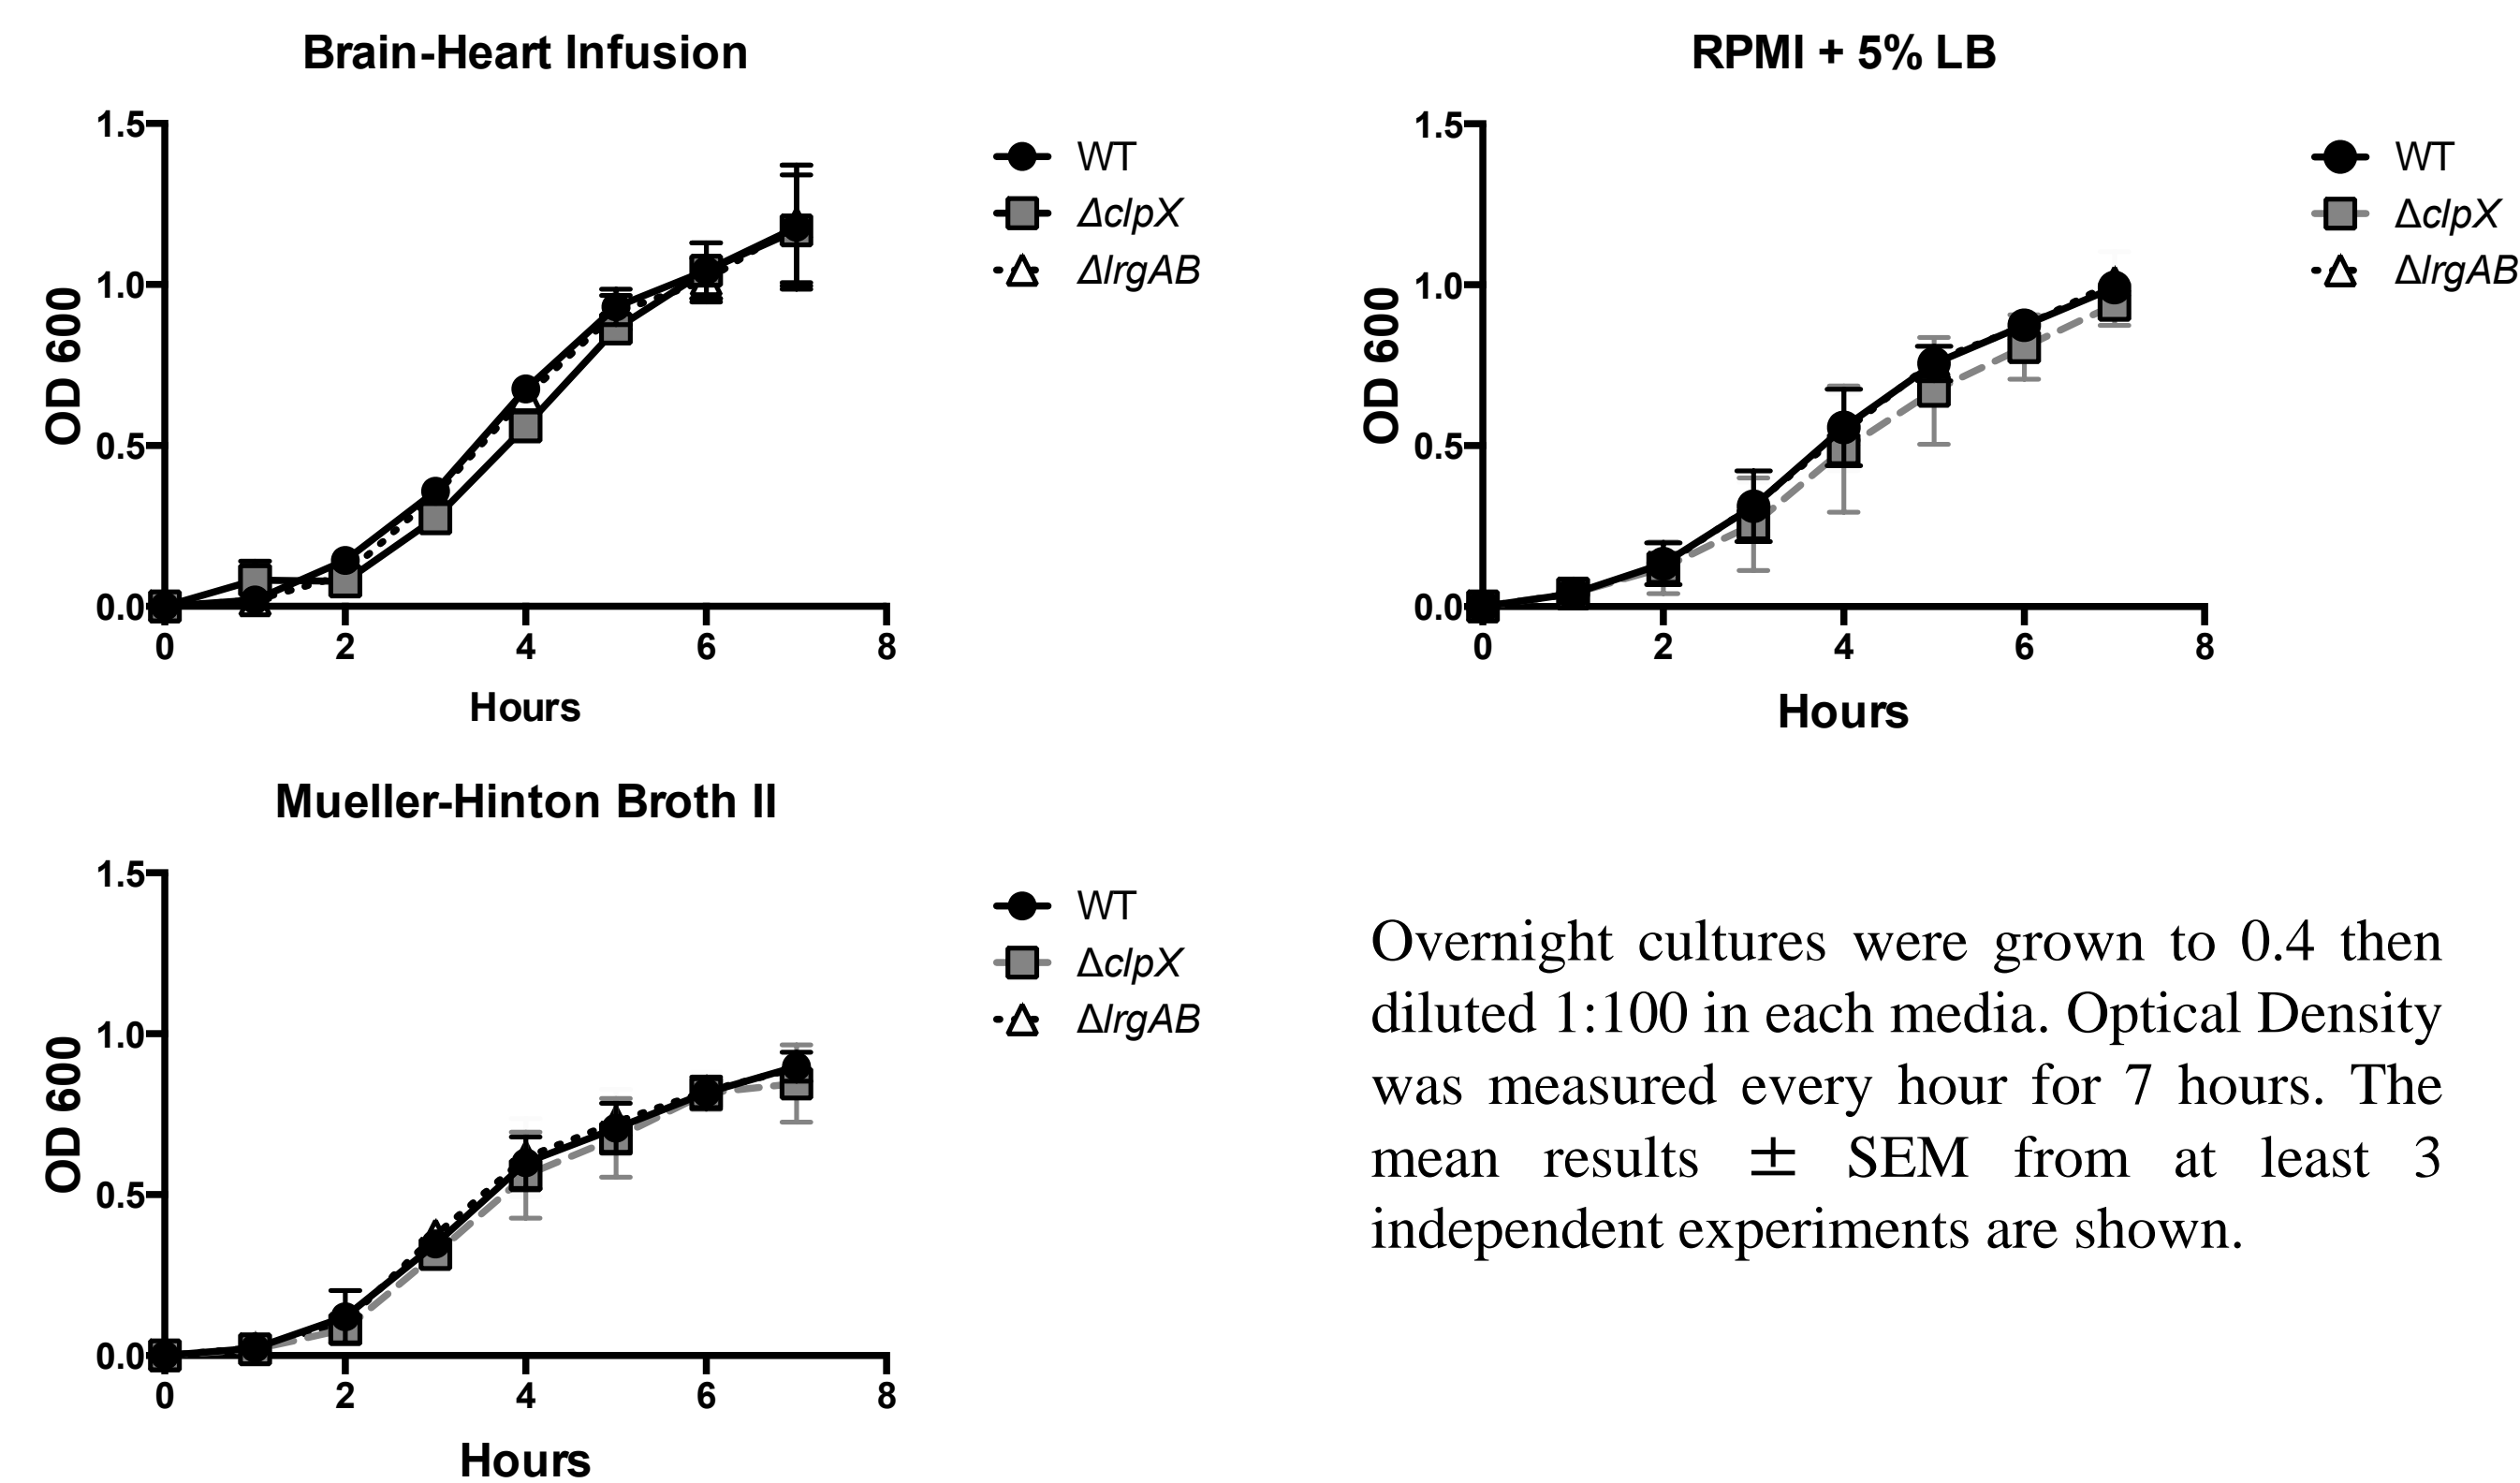 Brain-Heart Infusion
1.5
1.0
0.5
0.0
OD 600
0 2 4 6 8
Hours
WT
ΔclpX
ΔlrgAB
RPMI + 5% LB
1.5
1.0
0.5
0.0
OD 600
0 2 4 6 8
Hours
WT
ΔclpX
ΔlrgAB
Mueller-Hinton Broth II
1.5
1.0
0.5
0.0
OD 600
0 2 4 6 8
Hours
WT
ΔclpX
ΔlrgAB
Overnight cultures were grown to 0.4 then
diluted 1:100 in each media. Optical Density
was measured every hour for 7 hours. The
mean results ± SEM from at least 3
independent experiments are shown.